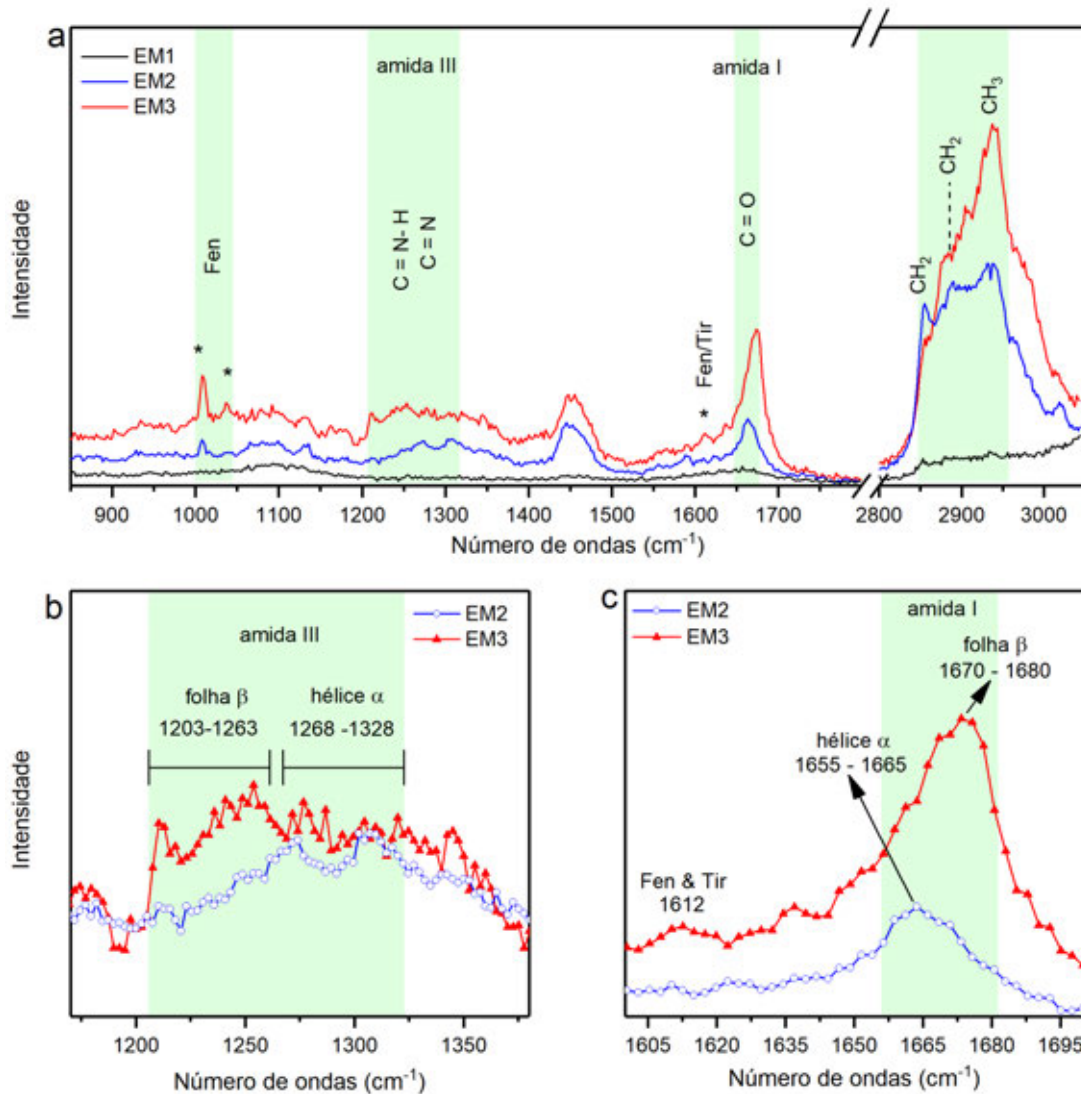 a
EM1
EM2
EM3
amida III
amida I
Fen
*
*
C = N- H
C = N
*
Fen/Tir
C = O
CH2
CH2
CH3
Intensidade
900 1000 1100 1200 1300 1400 1500 1600 1700 2800 2900 3000
Número de ondas (cm-1)
b
EM2
EM3
amida III
folha β
1203-1263
hélice α
1268 -1328
Intensidade
1200 1250 1300 1350
Número de ondas (cm-1)
c
EM2
EM3
amida I
folha β
1670 - 1680
hélice α
1655 - 1665
Fen & Tir
1612
1605 1620 1635 1650 1665 1680 1695
Número de ondas (cm-1)